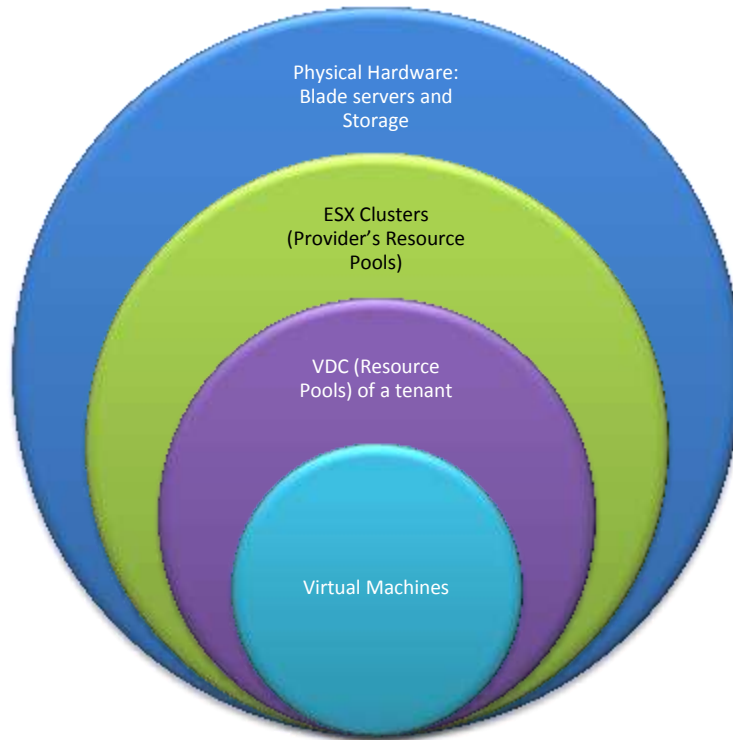 Physical Hardware:
Blade servers and
Storage
ESX Clusters
(Provider’s Resource
Pools)
VDC (Resource
Pools) of a tenant
Virtual Machines